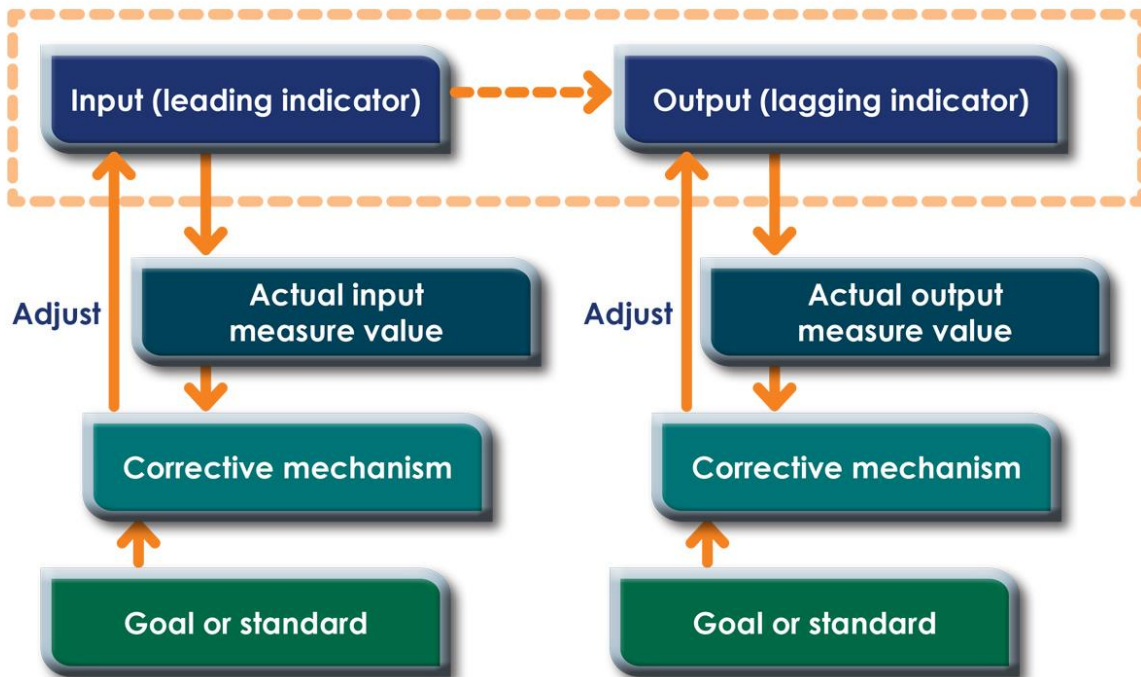 Input (leading indicator)
Output (lagging indicator)
Adjust
Actual input
measure value
Adjust
Actual output
measure value
Corrective mechanism
Corrective mechanism
Goal or standard
Goal or standard